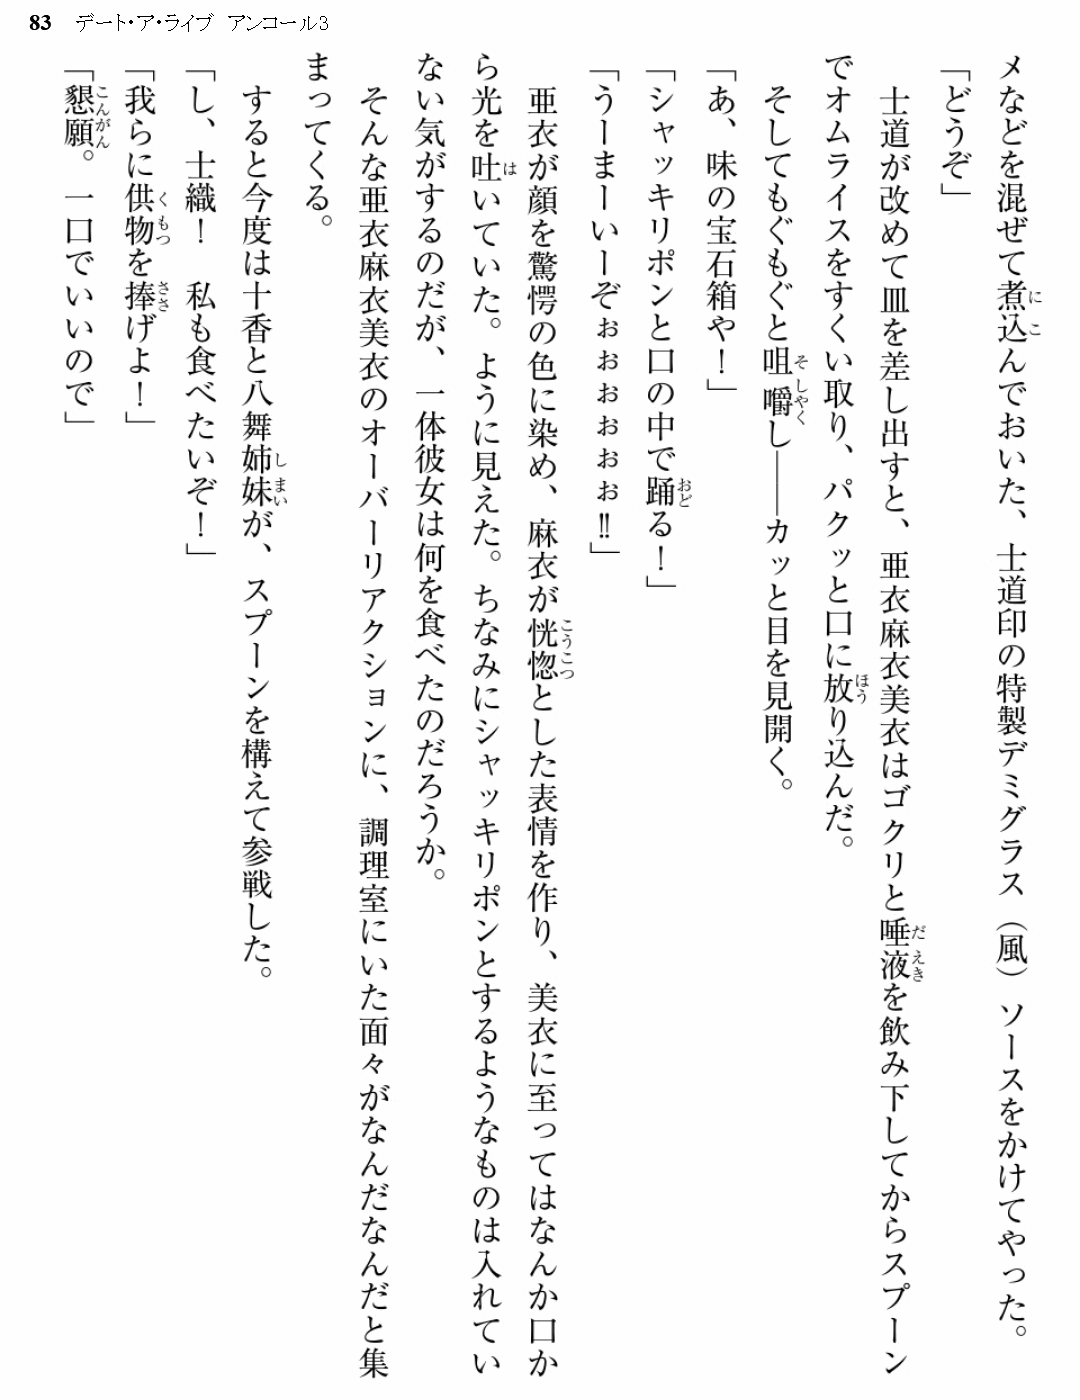 83 デート・ア・ライブ アンコール3
メなどを混ぜて煮込んでおいた、士道印の特製デミグラス（風）ソースをかけてやった。
「どうぞ」
士道が改めて皿を差し出すと、亜衣麻衣美衣はゴクリと唾液を飲み下してからスプーン
でオムライスをすくい取り、パクッと口に放り込んだ。
そしてもぐもぐと咀嚼し――カッと目を見開く。
「あ、味の宝石箱や！」
「シャッキリポンと口の中で踊る！」
「うーまーいーぞぉぉぉぉぉぉ‼」
亜衣が顔を驚愕の色に染め、麻衣が恍惚とした表情を作り、美衣に至ってはなんか口か
ら光を吐いていた。ように見えた。ちなみにシャッキリポンとするようなものは入れてい
ない気がするのだが、一体彼女は何を食べたのだろうか。
そんな亜衣麻衣美衣のオーバーリアクションに、調理室にいた面々がなんだなんだと集
まってくる。
すると今度は十香と八舞姉妹が、スプーンを構えて参戦した。
「し、士織！　私も食べたいぞ！」
「我らに供物を捧げよ！」
「懇願。一口でいいので」